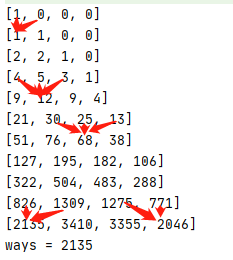 [1, 0, 0, 0]
[1, 1, 0, 0]
[2, 2, 1, 0]
[4, 5, 3, 1]
[9, 12, 9, 4]
[21, 30, 25, 13]
[51, 76, 68, 38]
[127, 195, 182, 106]
[322, 504, 483, 288]
[826, 1309, 1275, 771]
[2135, 3410, 3355, 2046]
ways = 2135